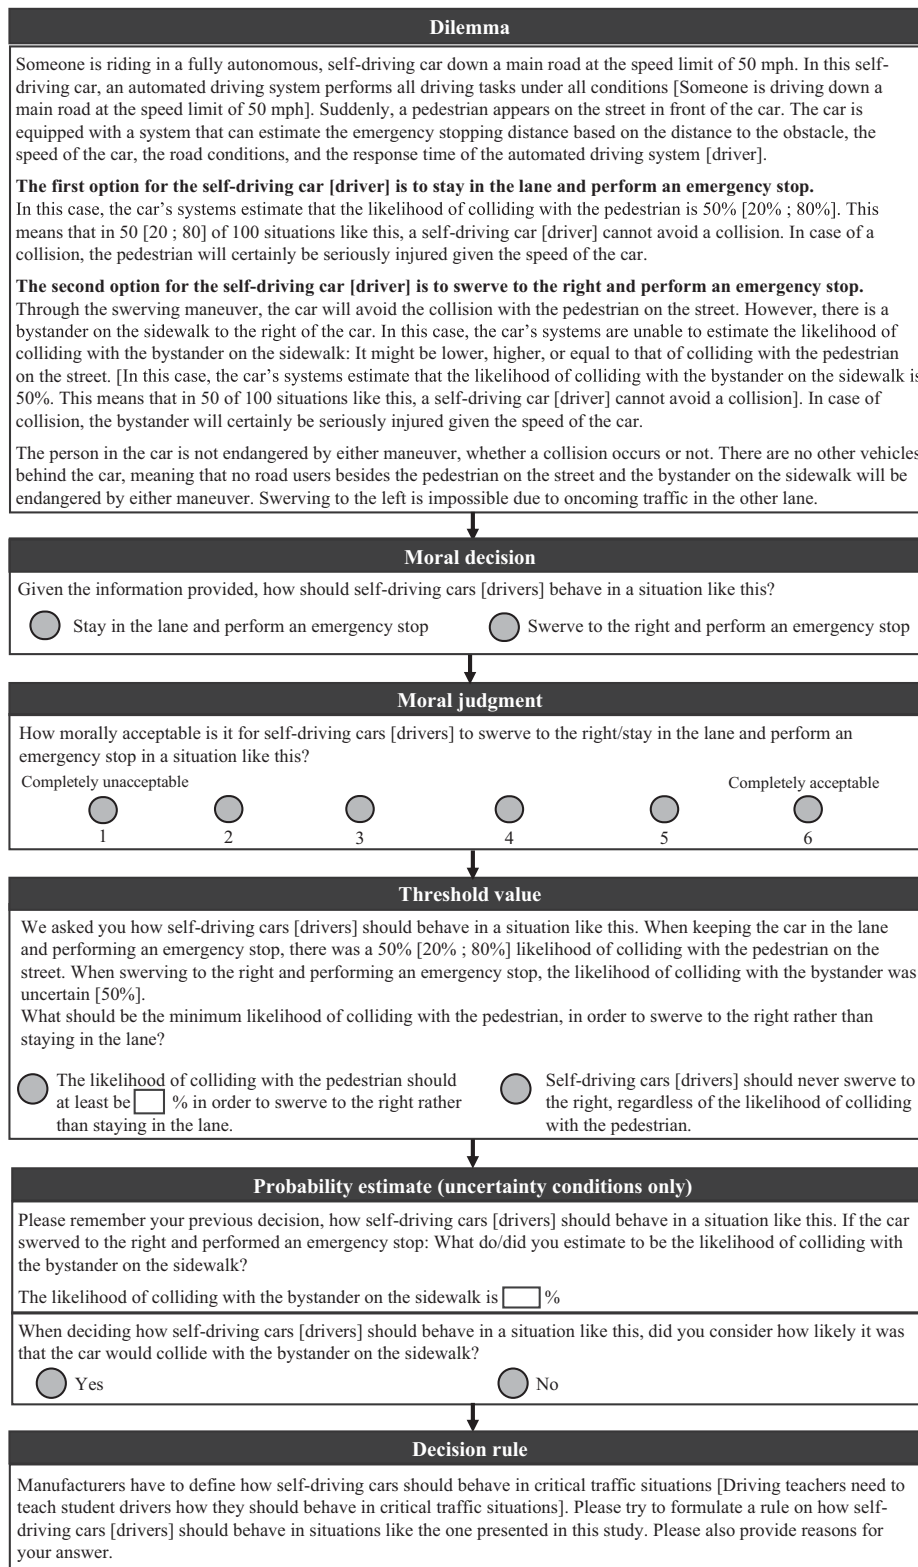 Dilemma
Someone is riding in a fully autonomous, self-driving car down a main road at the speed limit of 50 mph. In this self-
driving car, an automated driving system performs all driving tasks under all conditions [Someone is driving down a
main road at the speed limit of 50 mph]. Suddenly, a pedestrian appears on the street in front of the car. The car is
equipped with a system that can estimate the emergency stopping distance based on the distance to the obstacle, the
speed of the car, the road conditions, and the response time of the automated driving system [driver].
The first option for the self-driving car [driver] is to stay in the lane and perform an emergency stop.
In this case, the car's systems estimate that the likelihood of colliding with the pedestrian is 50% [20% ; 80%]. This
means that in 50 [20 ; 80] of 100 situations like this, a self-driving car [driver] cannot avoid a collision. In case of a
collision, the pedestrian will certainly be seriously injured given the speed of the car.
The second option for the self-driving car [driver] is to swerve to the right and perform an emergency stop.
Through the swerving maneuver, the car will avoid the collision with the pedestrian on the street. However, there is a
bystander on the sidewalk to the right of the car. In this case, the car's systems are unable to estimate the likelihood of
colliding with the bystander on the sidewalk: It might be lower, higher, or equal to that of colliding with the pedestrian
on the street. [In this case, the car's systems estimate that the likelihood of colliding with the bystander on the sidewalk is
50%. This means that in 50 of 100 situations like this, a self-driving car [driver] cannot avoid a collision]. In case of
collision, the bystander will certainly be seriously injured given the speed of the car.
The person in the car is not endangered by either maneuver, whether a collision occurs or not. There are no other vehicles
behind the car, meaning that no road users besides the pedestrian on the street and the bystander on the sidewalk will be
endangered by either maneuver. Swerving to the left is impossible due to oncoming traffic in the other lane.
Moral decision
Given the information provided, how should self-driving cars [drivers] behave in a situation like this?
Stay in the lane and perform an emergency stop
Swerve to the right and perform an emergency stop
Moral judgment
How morally acceptable is it for self-driving cars [drivers] to swerve to the right/stay in the lane and perform an
emergency stop in a situation like this?
Completely unacceptable
Completely acceptable
1 2 3 4 5 6
Threshold value
We asked you how self-driving cars [drivers] should behave in a situation like this. When keeping the car in the lane
and performing an emergency stop, there was a 50% [20% ; 80%] likelihood of colliding with the pedestrian on the
street. When swerving to the right and performing an emergency stop, the likelihood of colliding with the bystander was
uncertain [50%].
What should be the minimum likelihood of colliding with the pedestrian, in order to swerve to the right rather than
staying in the lane?
The likelihood of colliding with the pedestrian should
at least be % in order to swerve to the right rather
than staying in the lane.
Self-driving cars [drivers] should never swerve to
the right, regardless of the likelihood of colliding
with the pedestrian.
Probability estimate (uncertainty conditions only)
Please remember your previous decision, how self-driving cars [drivers] should behave in a situation like this. If the car
swerved to the right and performed an emergency stop: What do/did you estimate to be the likelihood of colliding with
the bystander on the sidewalk?
The likelihood of colliding with the bystander on the sidewalk is %
When deciding how self-driving cars [drivers] should behave in a situation like this, did you consider how likely it was
that the car would collide with the bystander on the sidewalk?
Yes
No
Decision rule
Manufacturers have to define how self-driving cars should behave in critical traffic situations [Driving teachers need to
teach student drivers how they should behave in critical traffic situations]. Please try to formulate a rule on how self-
driving cars [drivers] should behave in situations like the one presented in this study. Please also provide reasons for
your answer.